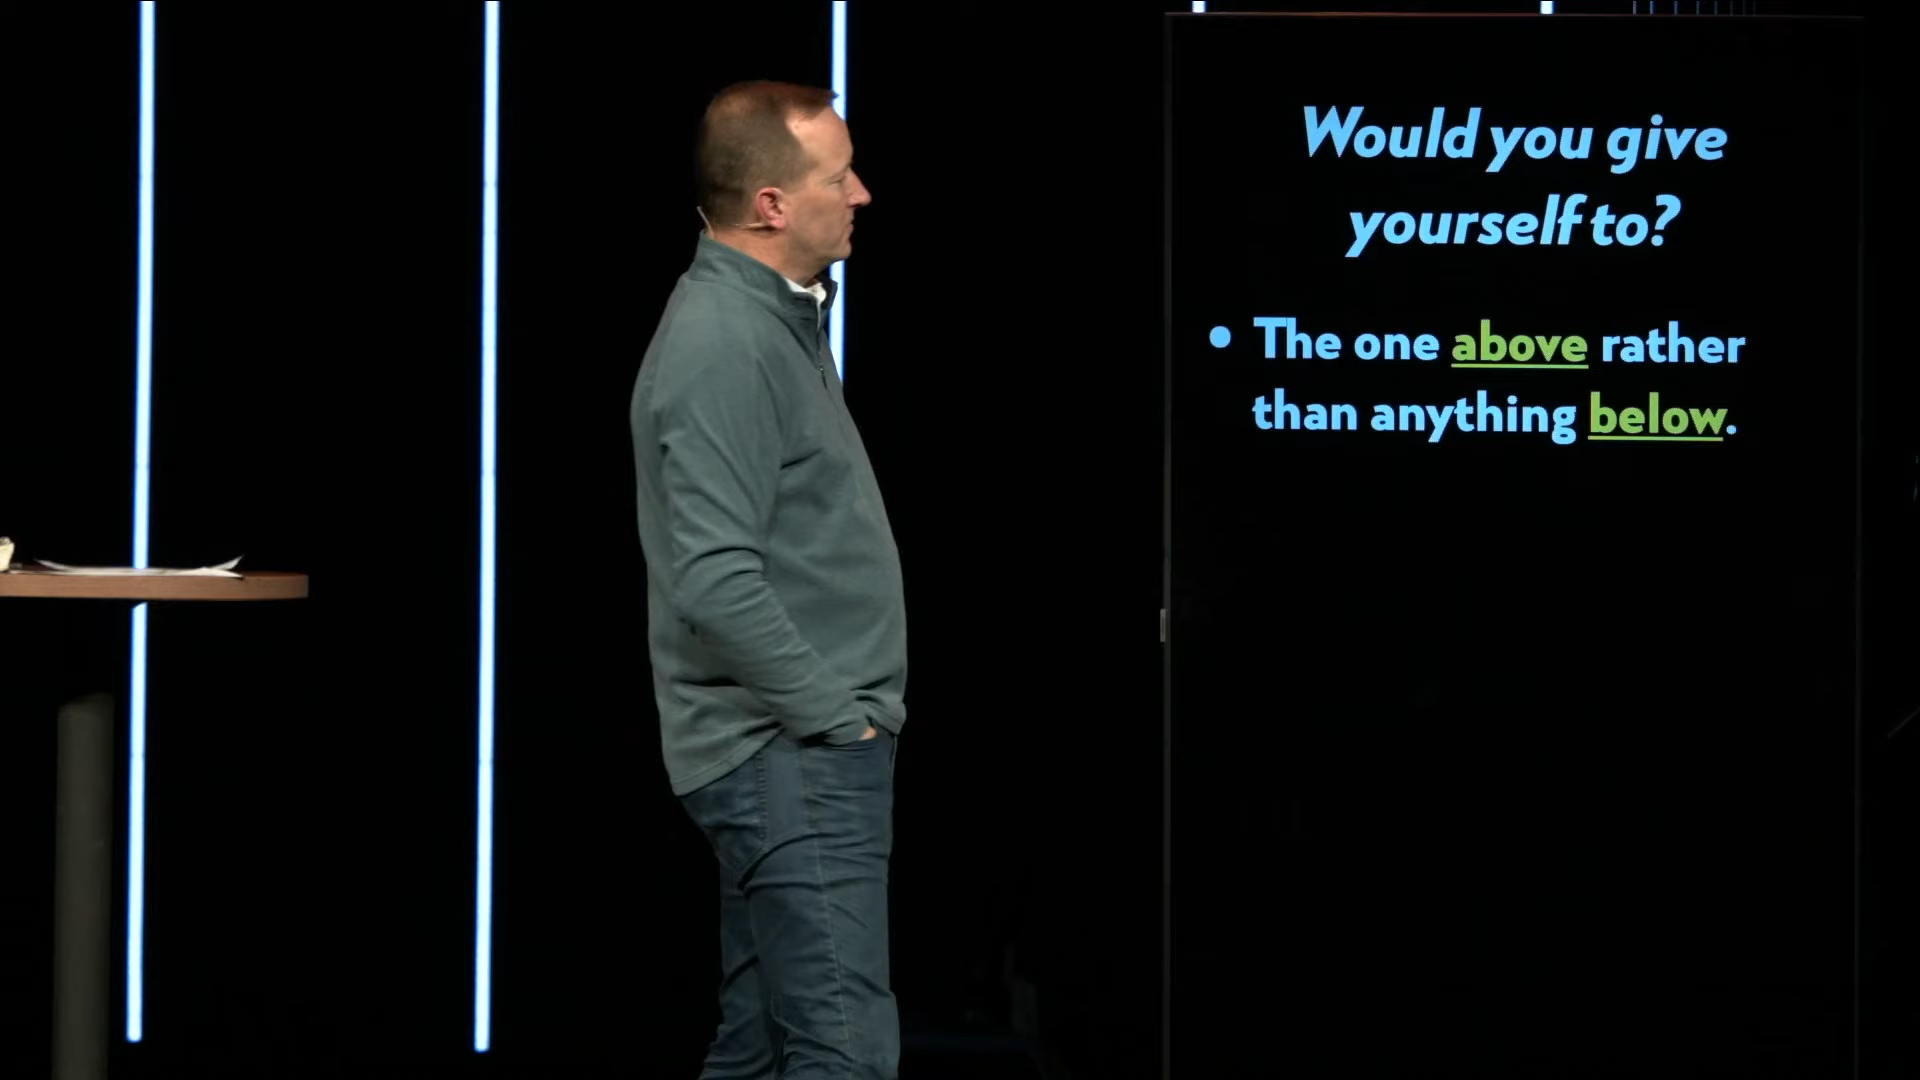 Would you give
yourself to?
• The one above rather
than anything below.